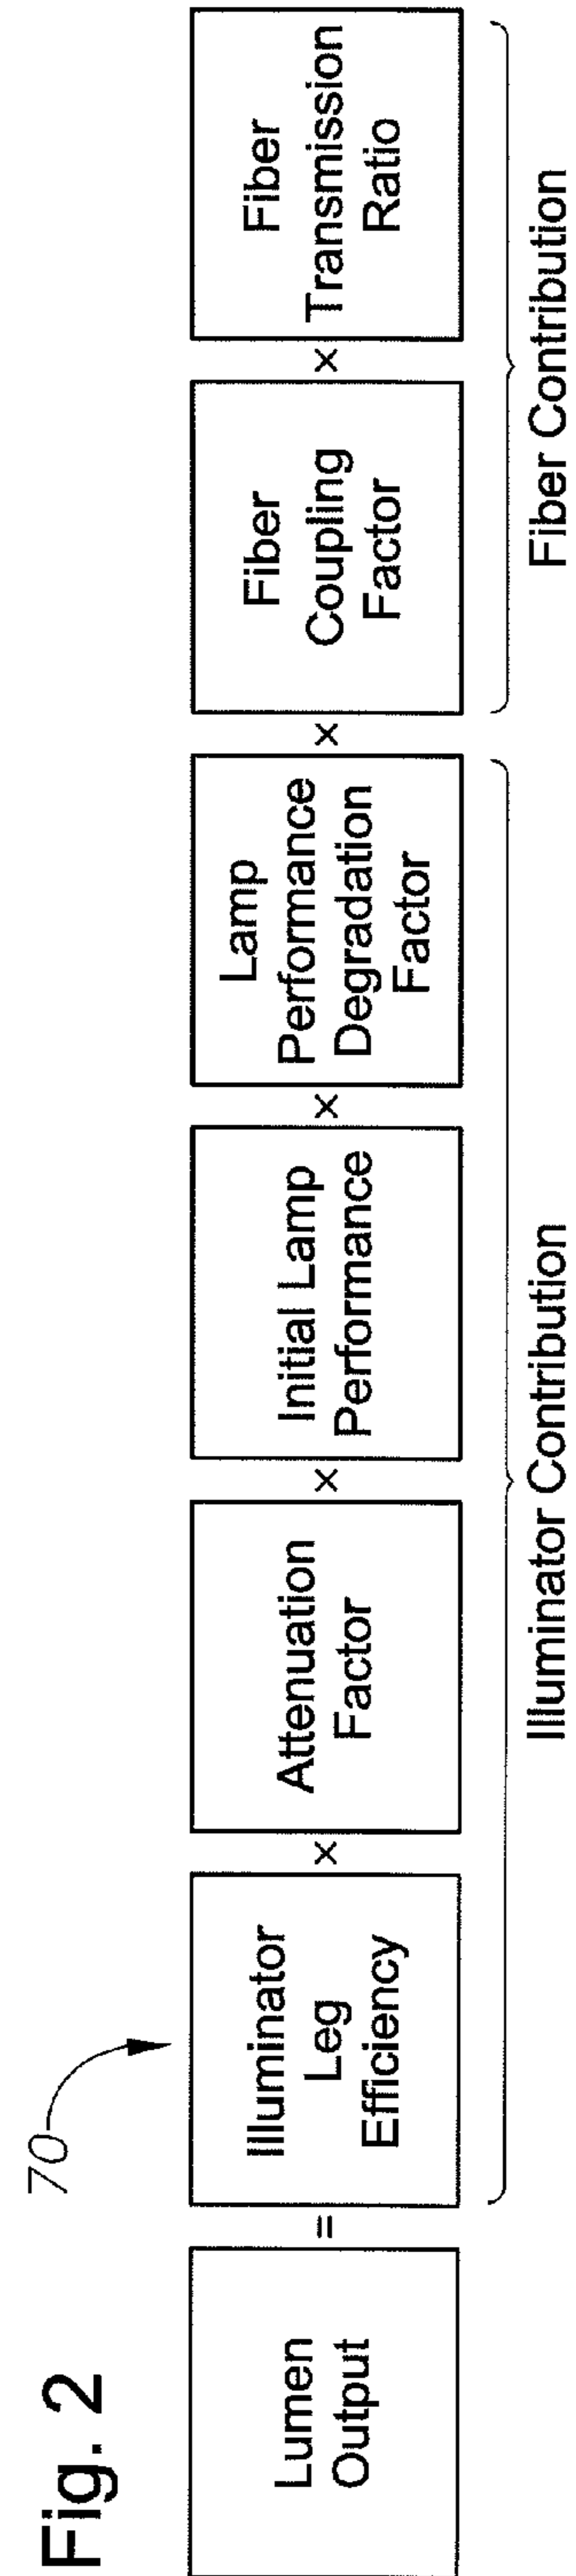 Fig. 2
70
Lumen
Output
=
Illuminator
Leg
Efficiency
×
Attenuation
Factor
×
Initial Lamp
Performance
×
Lamp
Performance
Degradation
Factor
×
Fiber
Coupling
Factor
×
Fiber
Transmission
Ratio
Illuminator Contribution
Fiber Contribution